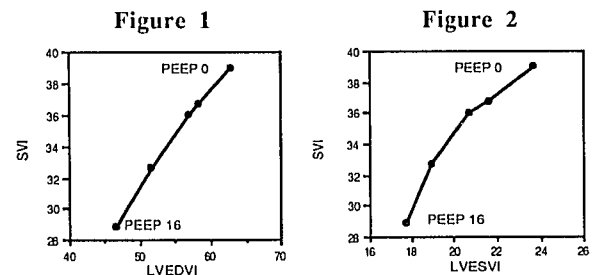 Figure 1
40
38
36
34
32
30
28
SVI
PEEP 0
PEEP 16
40 50 60 70
LVEDVI
Figure 2
40
38
36
34
32
30
28
SVI
PEEP 0
PEEP 16
16 18 20 22 24 26
LVESVI